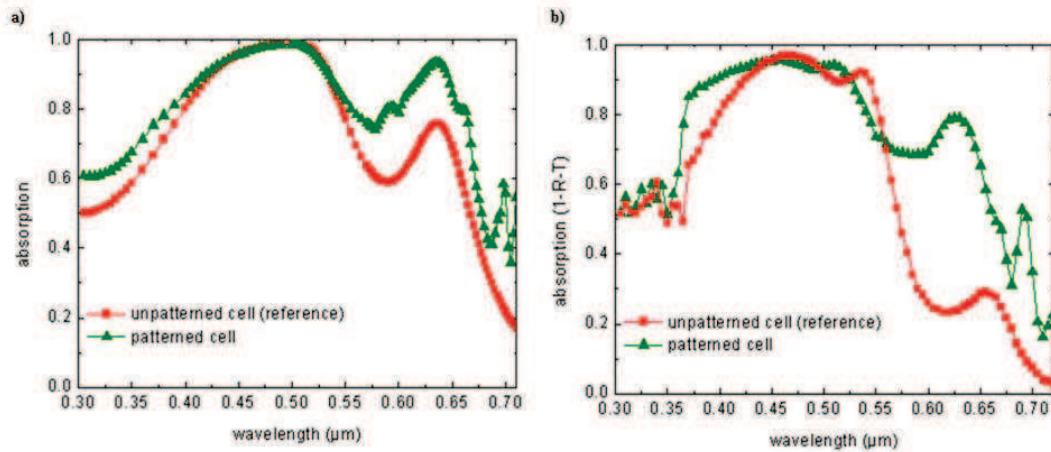 a)
1.0
0.8
0.6
0.4
0.2
0.0
absorption
unpatterned cell (reference)
patterned cell
0.30 0.35 0.40 0.45 0.50 0.55 0.60 0.65 0.70
wavelength (µm)
b)
1.0
0.8
0.6
0.4
0.2
0.0
absorption (1-R-T)
unpatterned cell (reference)
patterned cell
0.30 0.35 0.40 0.45 0.50 0.55 0.60 0.65 0.70
wavelength (µm)